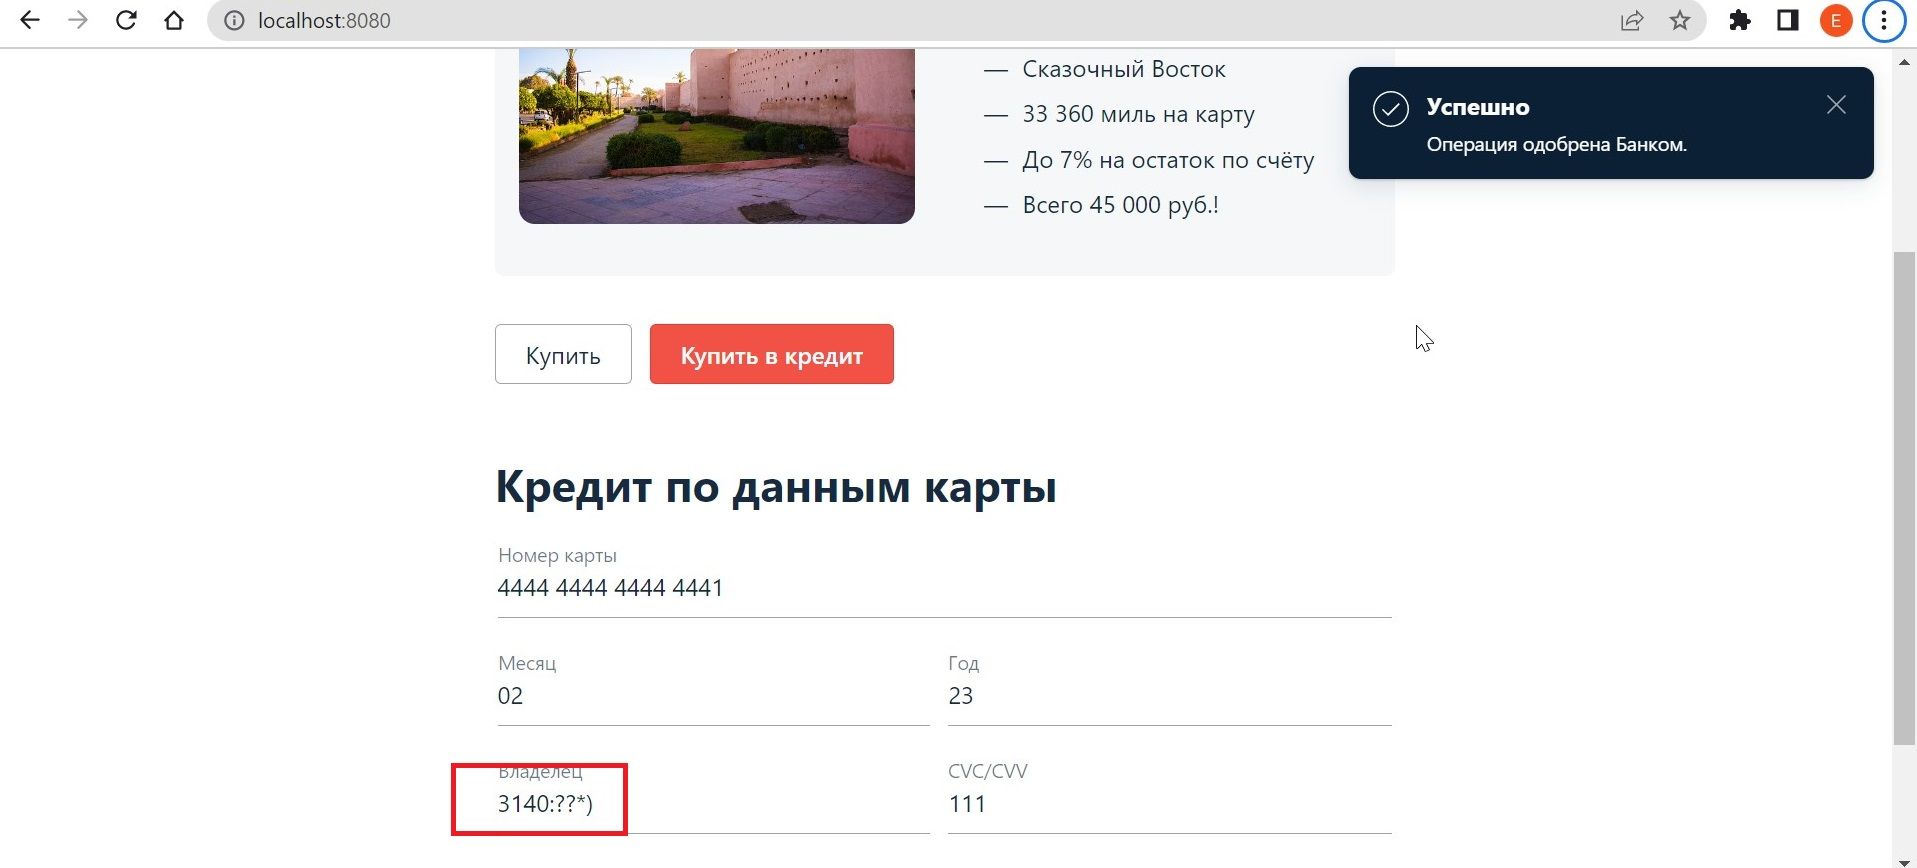 localhost:8080
E
— Сказочный Восток
— 33 360 миль на карту
— До 7% на остаток по счёту
— Всего 45 000 руб.!
Успешно
Операция одобрена Банком.
Купить
Купить в кредит
Кредит по данным карты
Номер карты
4444 4444 4444 4441
Месяц
02
Год
23
Владелец
3140:??*)
CVC/CVV
111